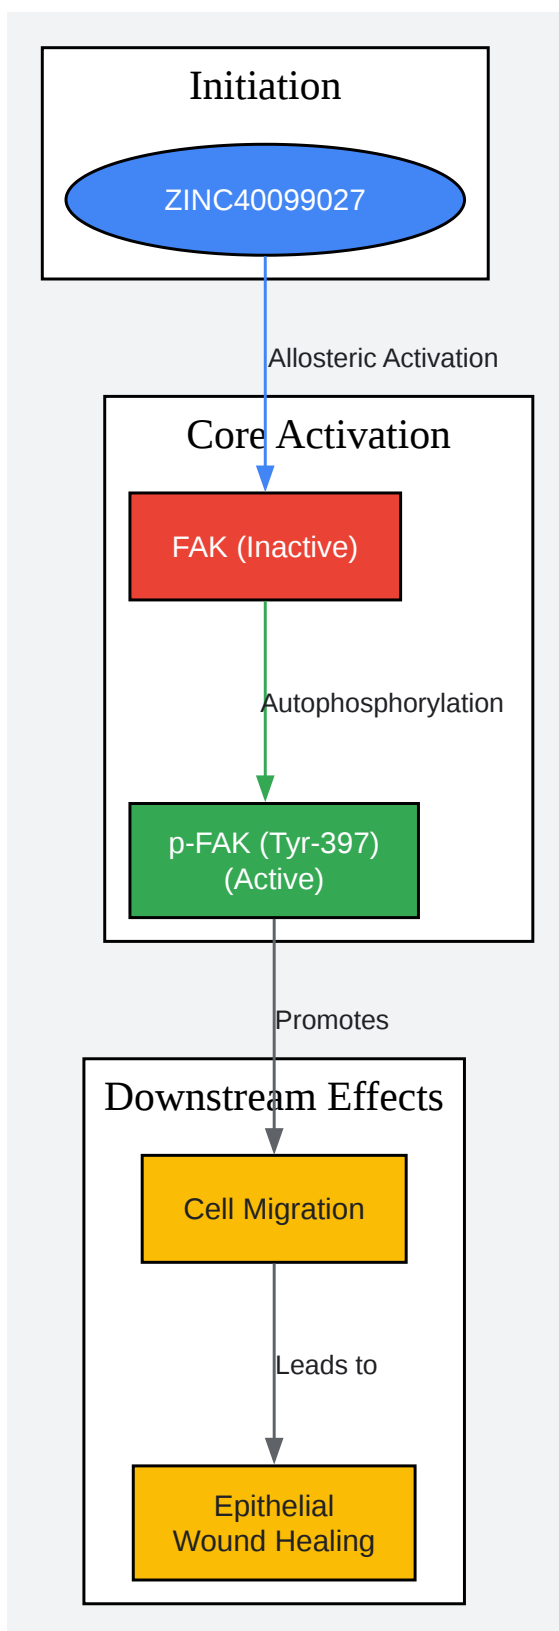 Initiation
ZINC40099027
Allosteric Activation
Core Activation
FAK (Inactive)
Autophosphorylation
p-FAK (Tyr-397)
(Active)
Promotes
Downstream Effects
Cell Migration
Leads to
Epithelial
Wound Healing